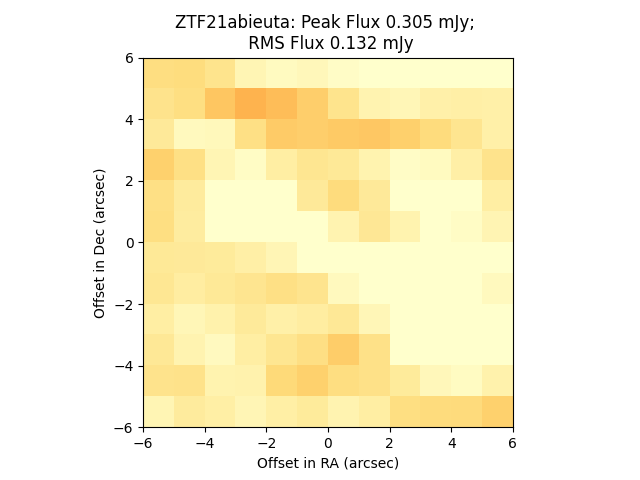 ZTF21abieuta: Peak Flux 0.305 mJy;
RMS Flux 0.132 mJy
6
4
2
0
−2
−4
−6
Offset in Dec (arcsec)
−6 −4 −2 0 2 4 6
Offset in RA (arcsec)